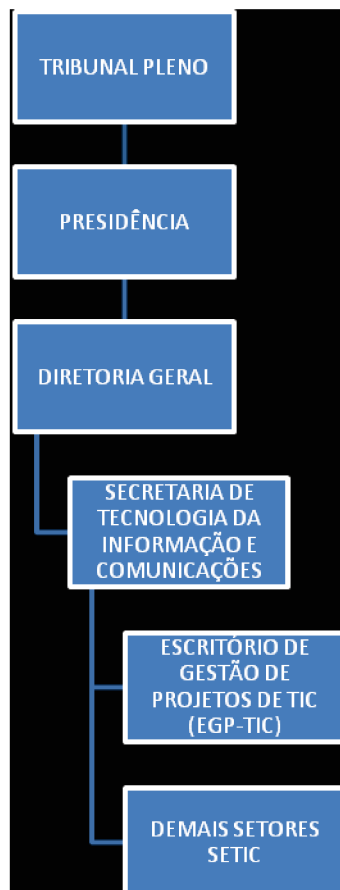 TRIBUNAL PLENO
PRESIDÊNCIA
DIRETORIA GERAL
SECRETARIA DE
TECNOLOGIA DA
INFORMAÇÃO E
COMUNICAÇÕES
ESCRITÓRIO DE
GESTÃO DE
PROJETOS DE TIC
(EGP-TIC)
DEMAIS SETORES
SETIC